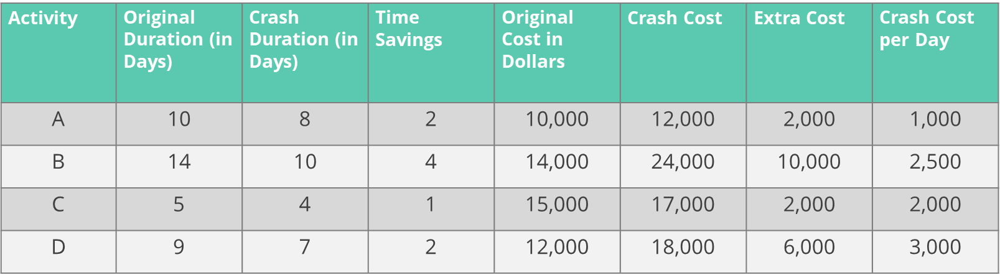 Activity
Original Duration (in Days)
Crash Duration (in Days)
Time Savings
Original Cost in Dollars
Crash Cost
Extra Cost
Crash Cost per Day
A 10 8 2 10,000 12,000 2,000 1,000
B 14 10 4 14,000 24,000 10,000 2,500
C 5 4 1 15,000 17,000 2,000 2,000
D 9 7 2 12,000 18,000 6,000 3,000